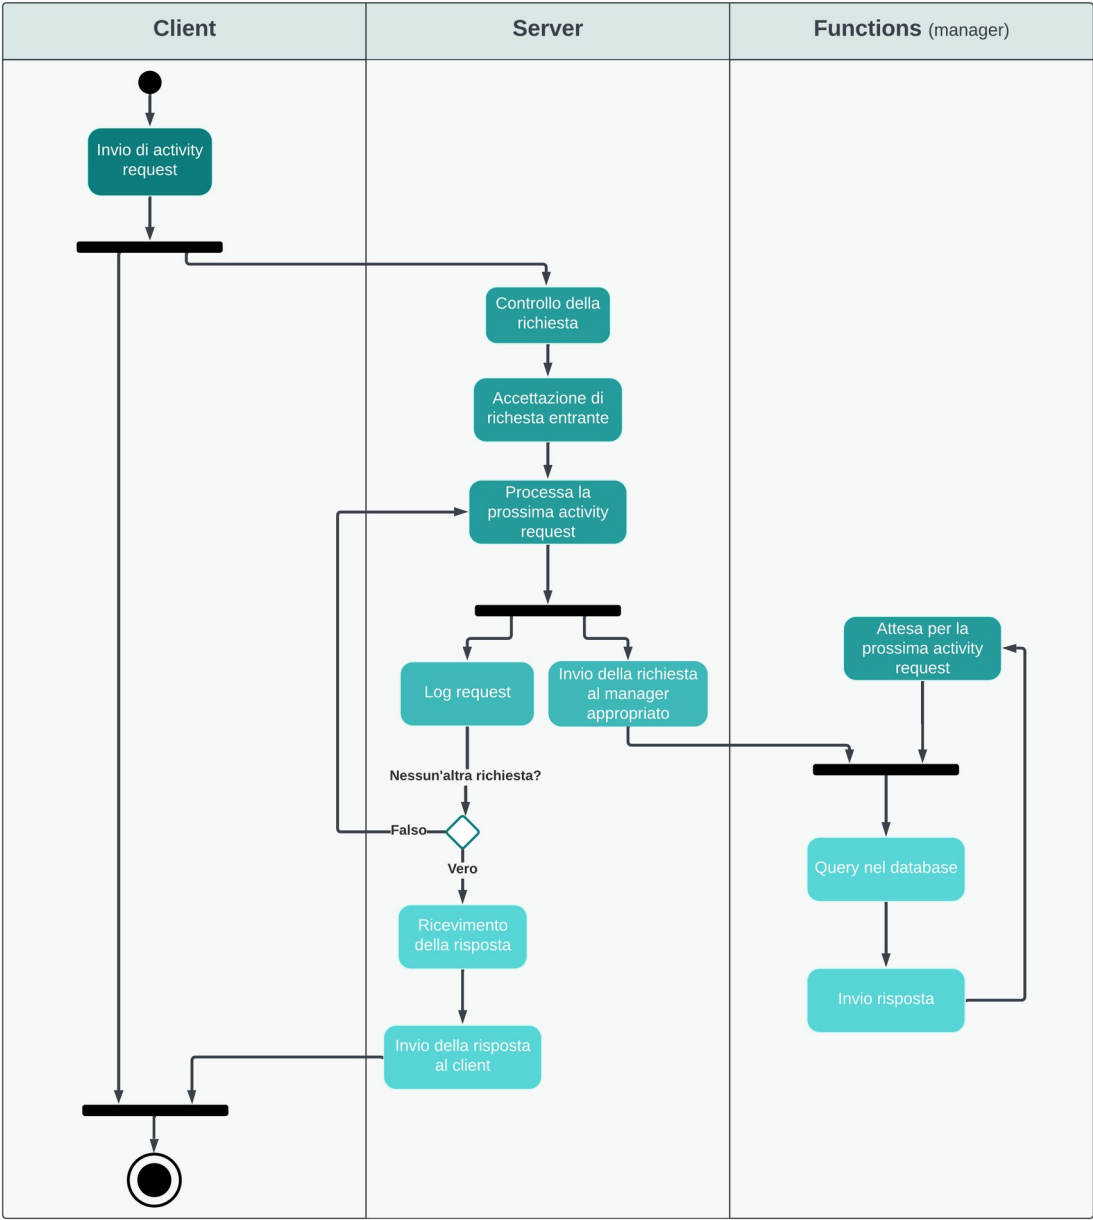 Client
Server
Functions (manager)
Invio di activity
request
Controllo della
richiesta
Accettazione di
richesta entrante
Processa la
prossima activity
request
Attesa per la
prossima activity
request
Log request
Invio della richiesta
al manager
appropriato
Nessun'altra richiesta?
Falso
Vero
Query nel database
Ricevimento
della risposta
Invio risposta
Invio della risposta
al client